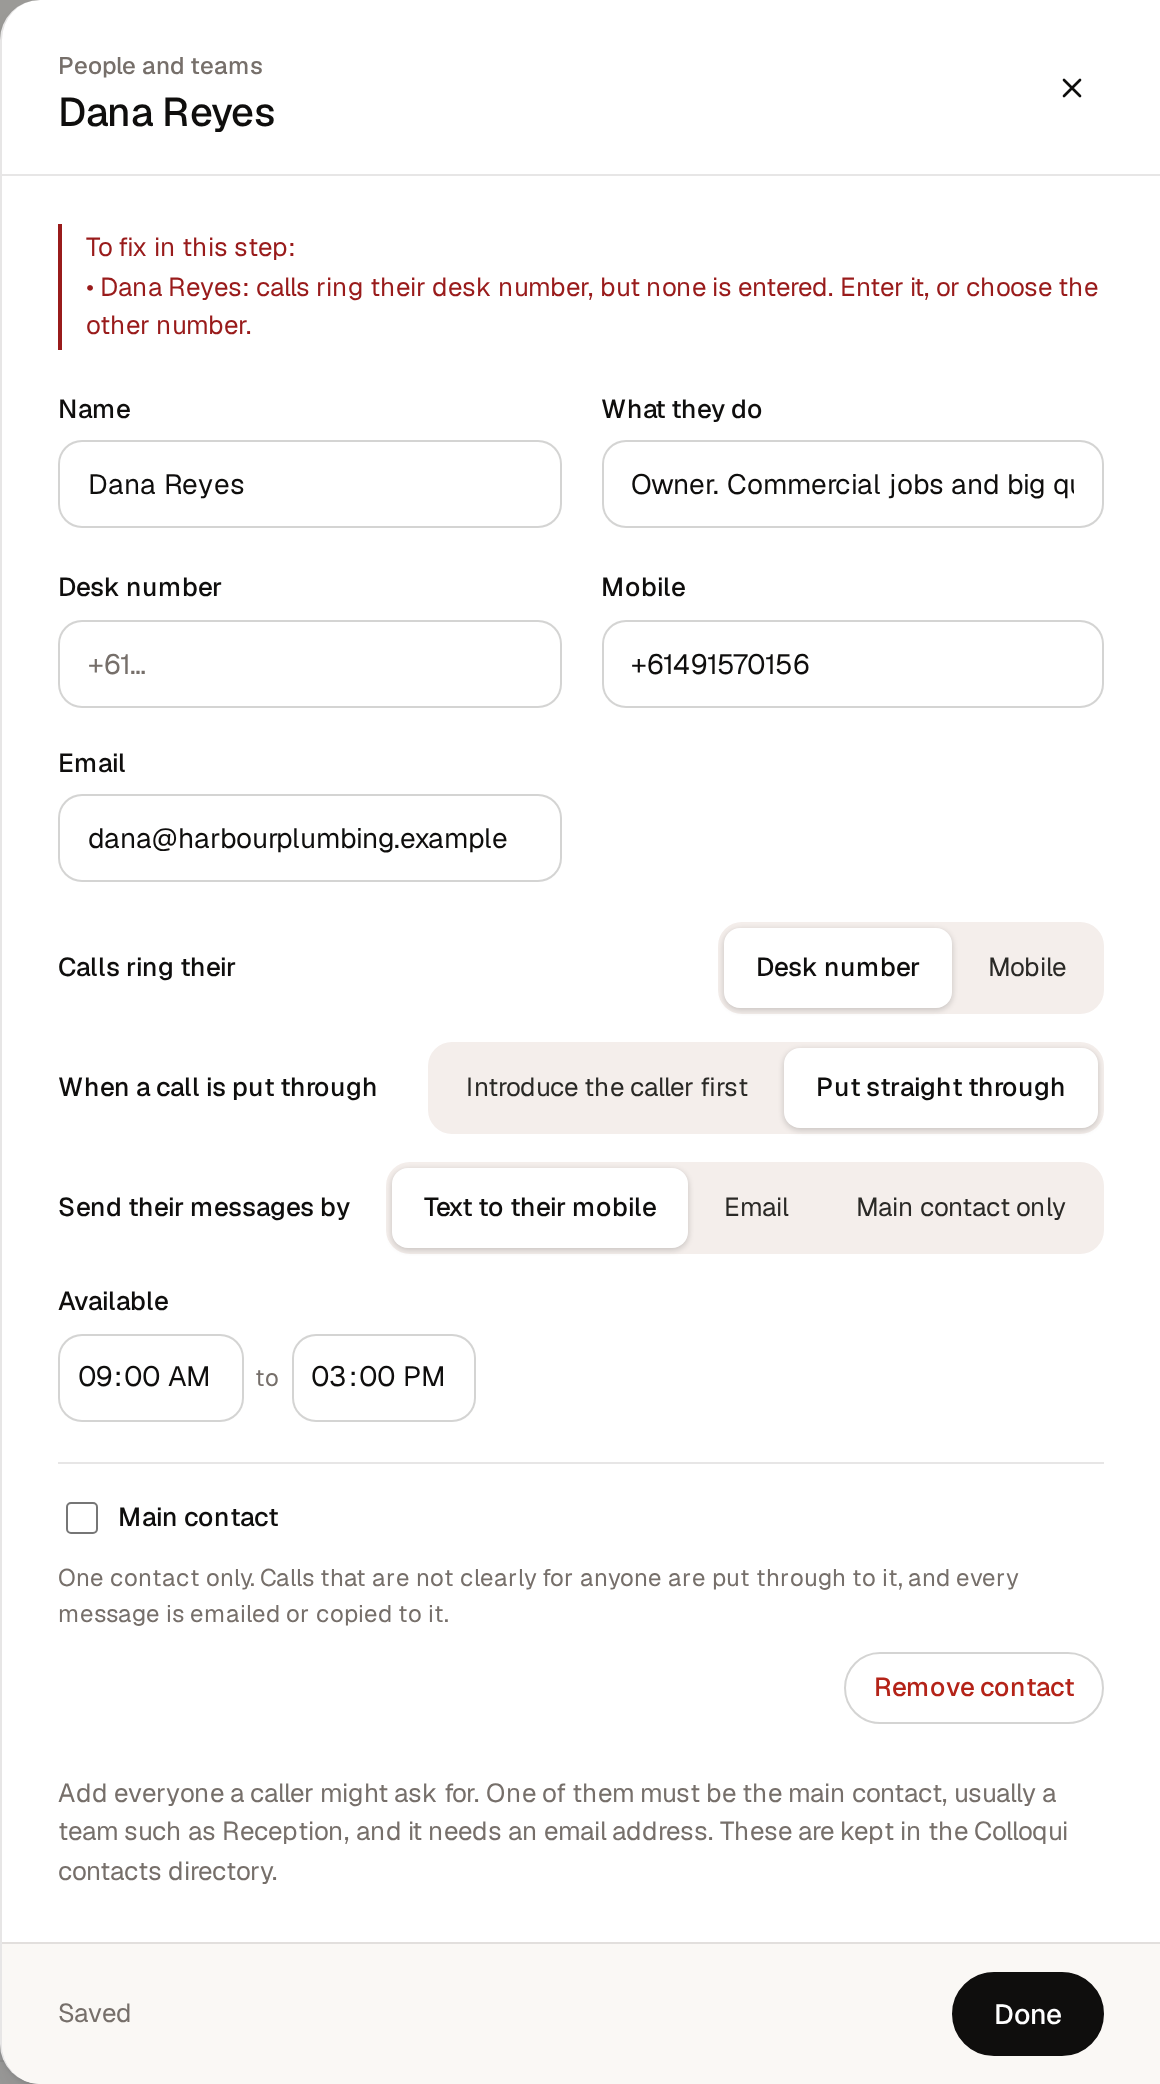 People and teams
Dana Reyes
To fix in this step:
• Dana Reyes: calls ring their desk number, but none is entered. Enter it, or choose the
other number.
Name
What they do
Dana Reyes
Owner. Commercial jobs and big qu
Desk number
Mobile
+61...
+61491570156
Email
dana@harbourplumbing.example
Calls ring their
Desk number
Mobile
When a call is put through
Introduce the caller first
Put straight through
Send their messages by
Text to their mobile
Email
Main contact only
Available
09:00 AM to 03:00 PM
Main contact
One contact only. Calls that are not clearly for anyone are put through to it, and every
message is emailed or copied to it.
Remove contact
Add everyone a caller might ask for. One of them must be the main contact, usually a
team such as Reception, and it needs an email address. These are kept in the Colloqui
contacts directory.
Saved
Done